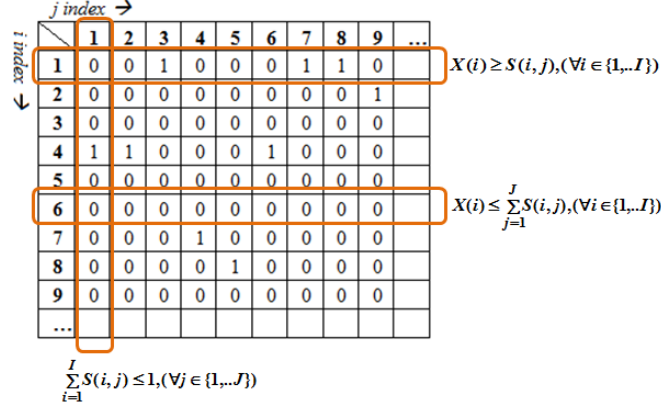 j index →
i index →
1 2 3 4 5 6 7 8 9 ...
1 0 0 1 0 0 0 1 1 0
X(i) ≥ S(i, j),(∀i ∈{1,..I})
2 0 0 0 0 0 0 0 0 1
3 0 0 0 0 0 0 0 0 0
4 1 1 0 0 0 1 0 0 0
5 0 0 0 0 0 0 0 0 0
6 0 0 0 0 0 0 0 0 0
X(i) ≤ ∑_{j=1}^{J} S(i, j),(∀i ∈{1,..I})
7 0 0 0 1 0 0 0 0 0
8 0 0 0 0 1 0 0 0 0
9 0 0 0 0 0 0 0 0 0
...
∑_{i=1}^{I} S(i, j) ≤ 1,(∀j ∈{1,..J})